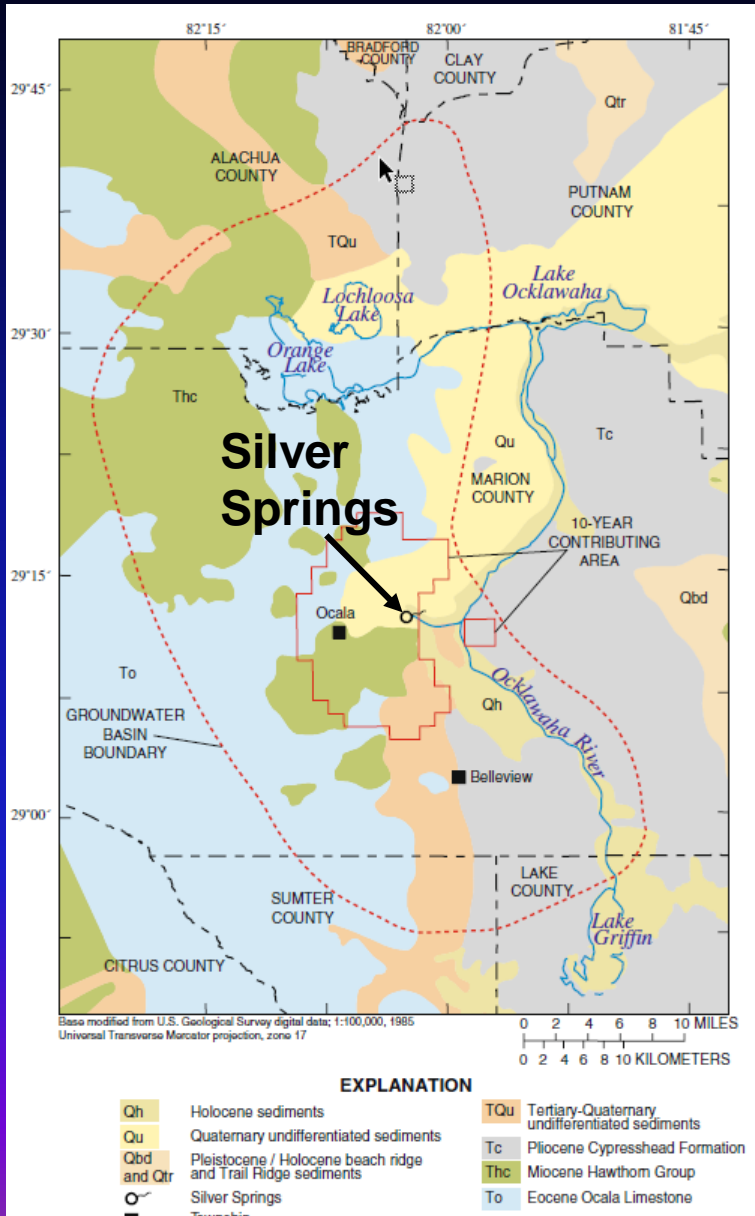 82°15´ 82°00´ 81°45´
BRADFORD
COUNTY
CLAY
COUNTY
29°45´
Qtr
ALACHUA
COUNTY
PUTNAM
COUNTY
TQu
Lake
Ocklawaha
Lochloosa
Lake
29°30´
Orange
Lake
Thc
Qu
Tc
Silver
Springs
MARION
COUNTY
10-YEAR
CONTRIBUTING
AREA
29°15´
Ocala
Qbd
To
Qh
Ocklawaha River
GROUNDWATER
BASIN
BOUNDARY
Belleview
29°00´
LAKE
COUNTY
SUMTER
COUNTY
Lake
Griffin
CITRUS COUNTY
Base modified from U.S. Geological Survey digital data; 1:100,000, 1985
Universal Transverse Mercator projection, zone 17
0 2 4 6 8 10 MILES
0 2 4 6 8 10 KILOMETERS
EXPLANATION
Qh Holocene sediments
Qu Quaternary undifferentiated sediments
Qbd
and Qtr
Pleistocene / Holocene beach ridge
and Trail Ridge sediments
Silver Springs
TQu Tertiary-Quaternary
undifferentiated sediments
Tc Pliocene Cypresshead Formation
Thc Miocene Hawthorn Group
To Eocene Ocala Limestone